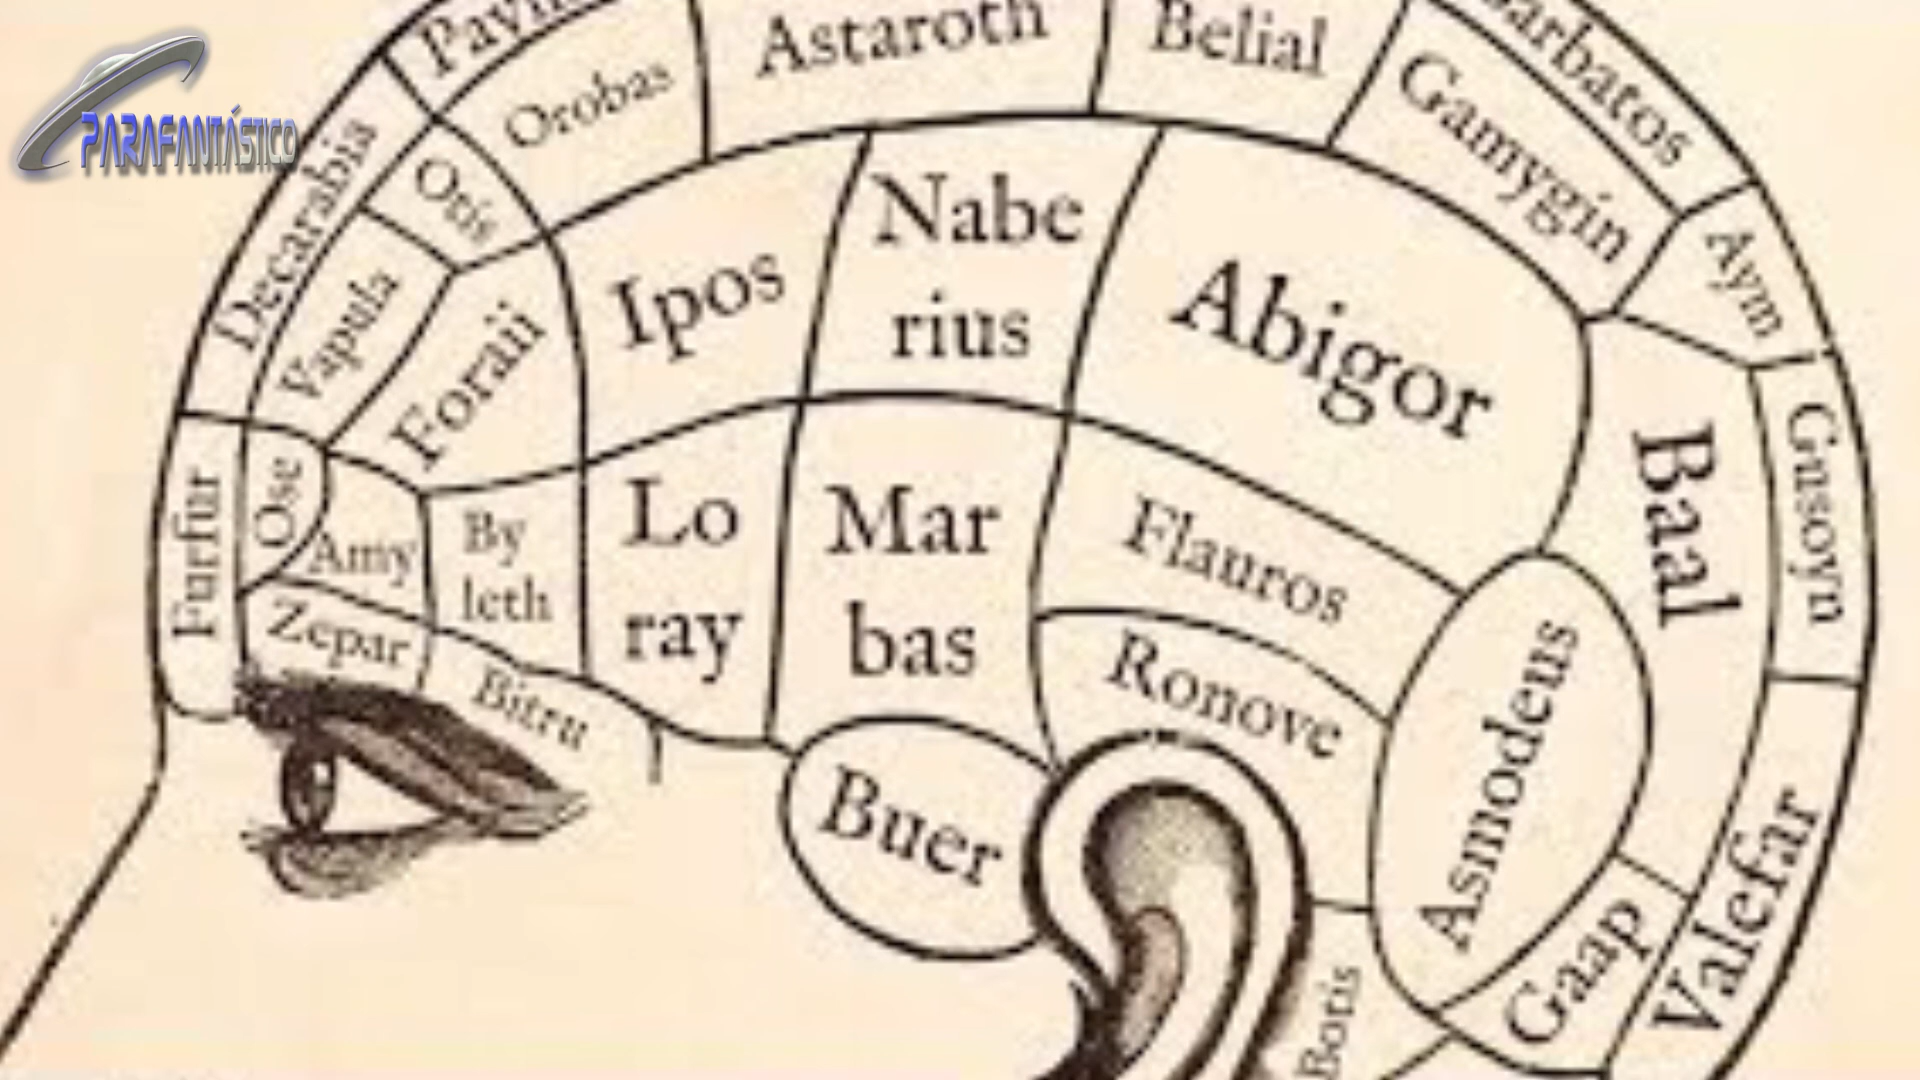 PARAFANTÁSTICO
Astaroth
Belial
Orobas
Gamygin
Decarabis
Otis
Aym
Vapula
Foraii
Ipos
Nabe
rius
Abigor
Baal
Gusoyn
Furfur
Ose
Amy
By
leth
Lo
ray
Mar
bas
Flauros
Zepar
Bitru
Ronove
Asmodeus
Buer
Gaap
Valefar
Botis